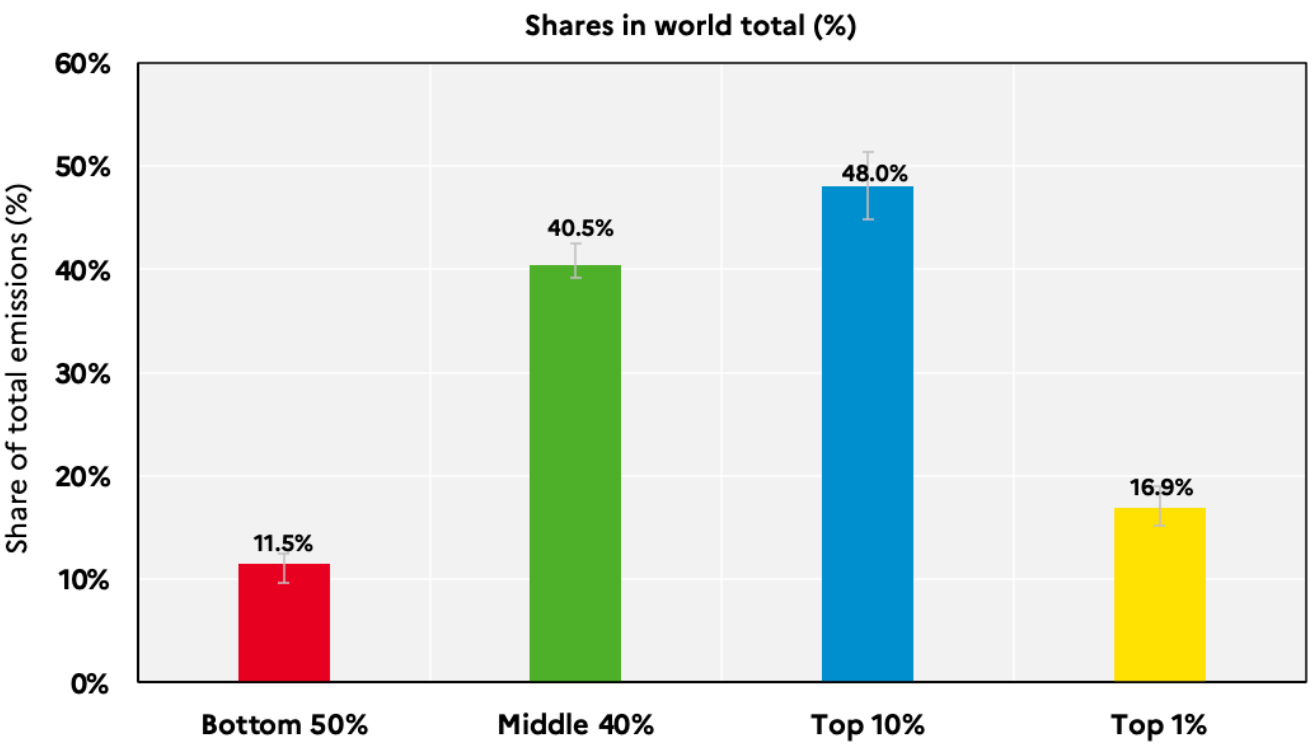 Shares in world total (%)
Share of total emissions (%)
60%
50%
40%
30%
20%
10%
0%
11.5%
40.5%
48.0%
16.9%
Bottom 50%
Middle 40%
Top 10%
Top 1%